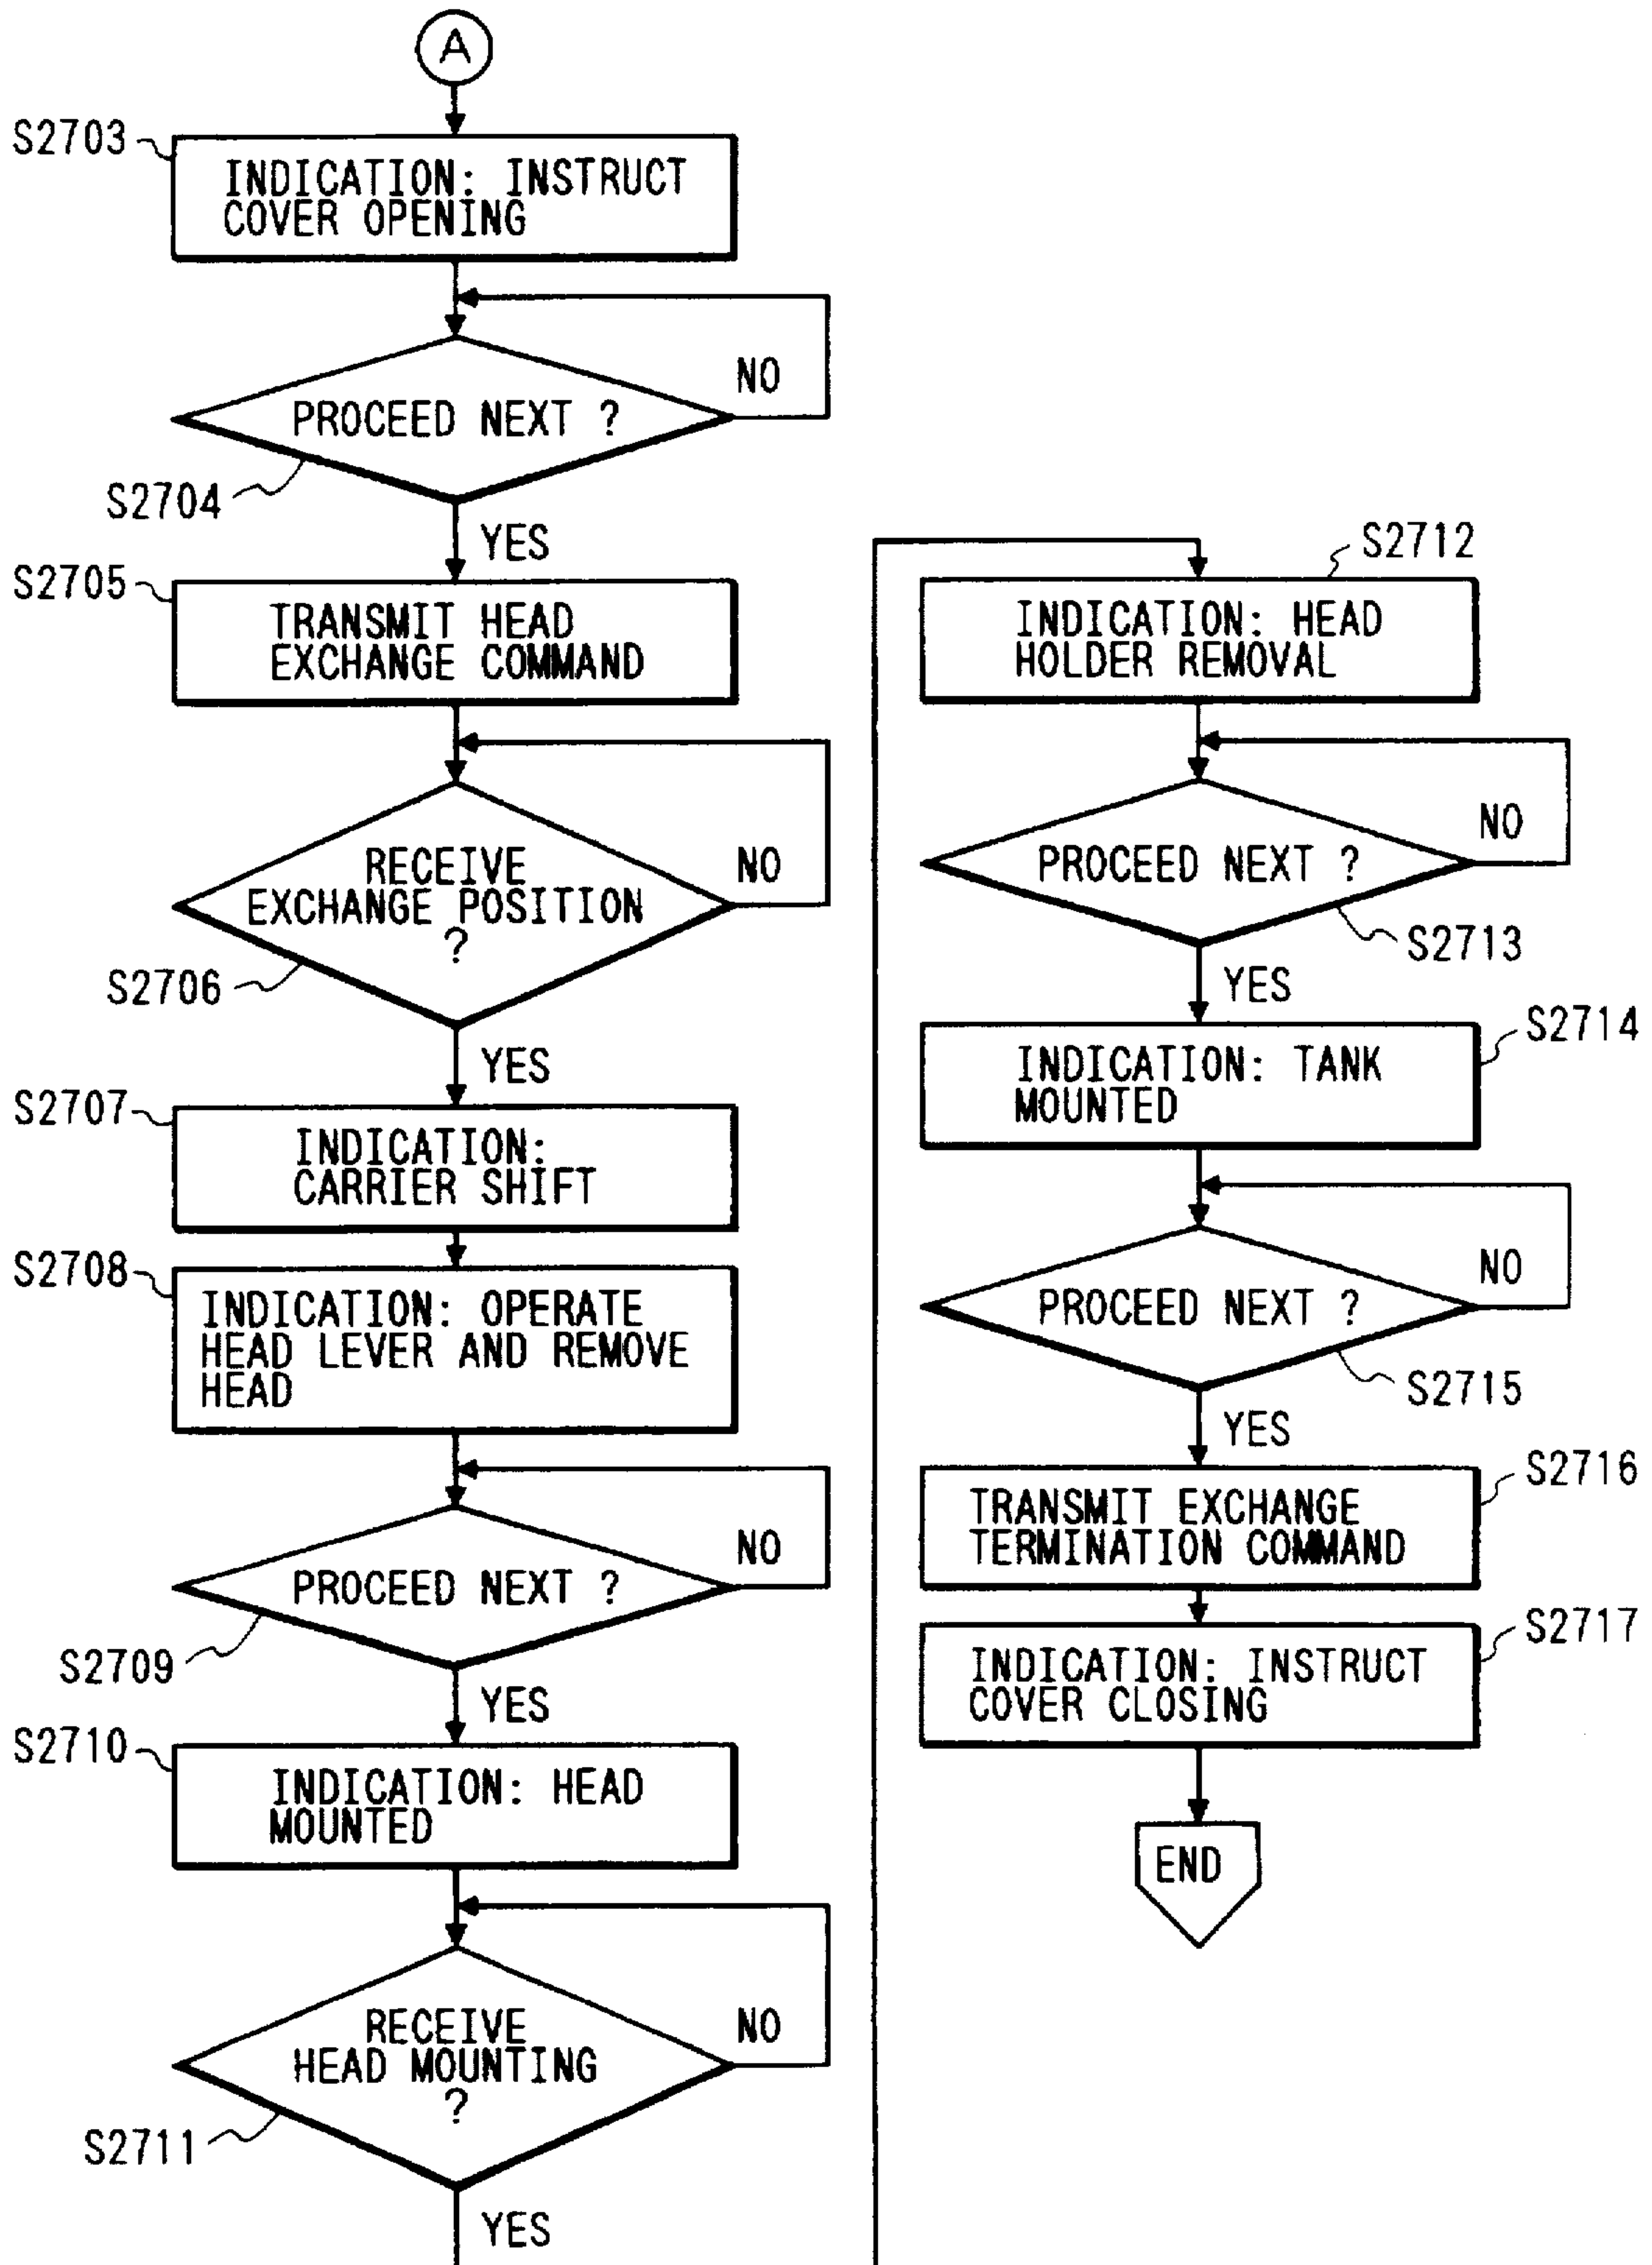 A
S2703
INDICATION: INSTRUCT
COVER OPENING
NO
PROCEED NEXT ?
S2704
YES
S2705
TRANSMIT HEAD
EXCHANGE COMMAND
NO
RECEIVE
EXCHANGE POSITION
?
S2706
YES
S2707
INDICATION:
CARRIER SHIFT
S2708
INDICATION: OPERATE
HEAD LEVER AND REMOVE
HEAD
NO
PROCEED NEXT ?
S2709
YES
S2710
INDICATION: HEAD
MOUNTED
NO
RECEIVE
HEAD MOUNTING
?
S2711
YES
S2712
INDICATION: HEAD
HOLDER REMOVAL
NO
PROCEED NEXT ?
S2713
YES
S2714
INDICATION: TANK
MOUNTED
NO
PROCEED NEXT ?
S2715
YES
S2716
TRANSMIT EXCHANGE
TERMINATION COMMAND
S2717
INDICATION: INSTRUCT
COVER CLOSING
END